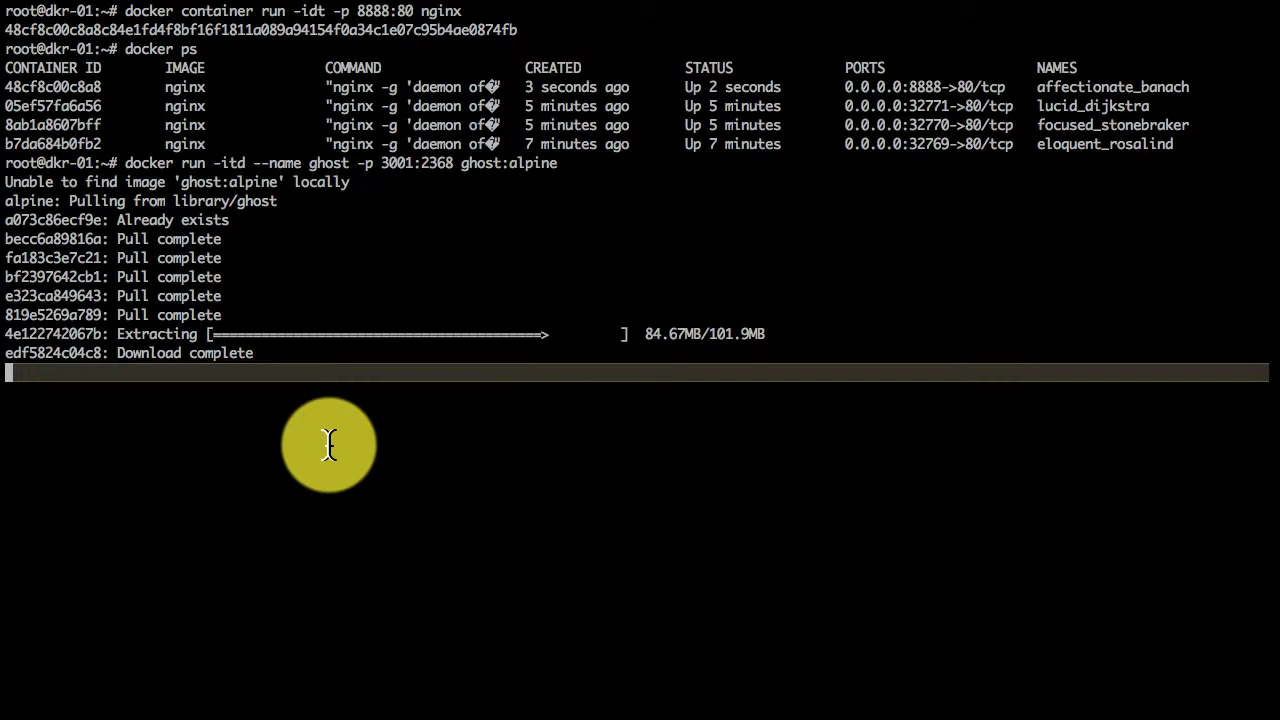 root@dkr-01:~# docker container run -idt -p 8888:80 nginx
48cf8c00c8a8c84e1fd4f8bf16f1811a089a94154f0a34c1e07c95b4ae0874fb
root@dkr-01:~# docker ps
CONTAINER ID        IMAGE               COMMAND                  CREATED             STATUS              PORTS                   NAMES
48cf8c00c8a8        nginx               "nginx -g 'daemon of�"   3 seconds ago       Up 2 seconds        0.0.0.0:8888->80/tcp    affectionate_banach
05ef57fa6a56        nginx               "nginx -g 'daemon of�"   5 minutes ago       Up 5 minutes        0.0.0.0:32771->80/tcp   lucid_dijkstra
8ab1a8607bff        nginx               "nginx -g 'daemon of�"   5 minutes ago       Up 5 minutes        0.0.0.0:32770->80/tcp   focused_stonebraker
b7da684b0fb2        nginx               "nginx -g 'daemon of�"   7 minutes ago       Up 7 minutes        0.0.0.0:32769->80/tcp   eloquent_rosalind
root@dkr-01:~# docker run -itd --name ghost -p 3001:2368 ghost:alpine
Unable to find image 'ghost:alpine' locally
alpine: Pulling from library/ghost
a073c86ecf9e: Already exists
becc6a89816a: Pull complete
fa183c3e7c21: Pull complete
bf2397642cb1: Pull complete
e323ca849643: Pull complete
819e5269a789: Pull complete
4e122742067b: Extracting [=========================================>         ]  84.67MB/101.9MB
edf5824c04c8: Download complete